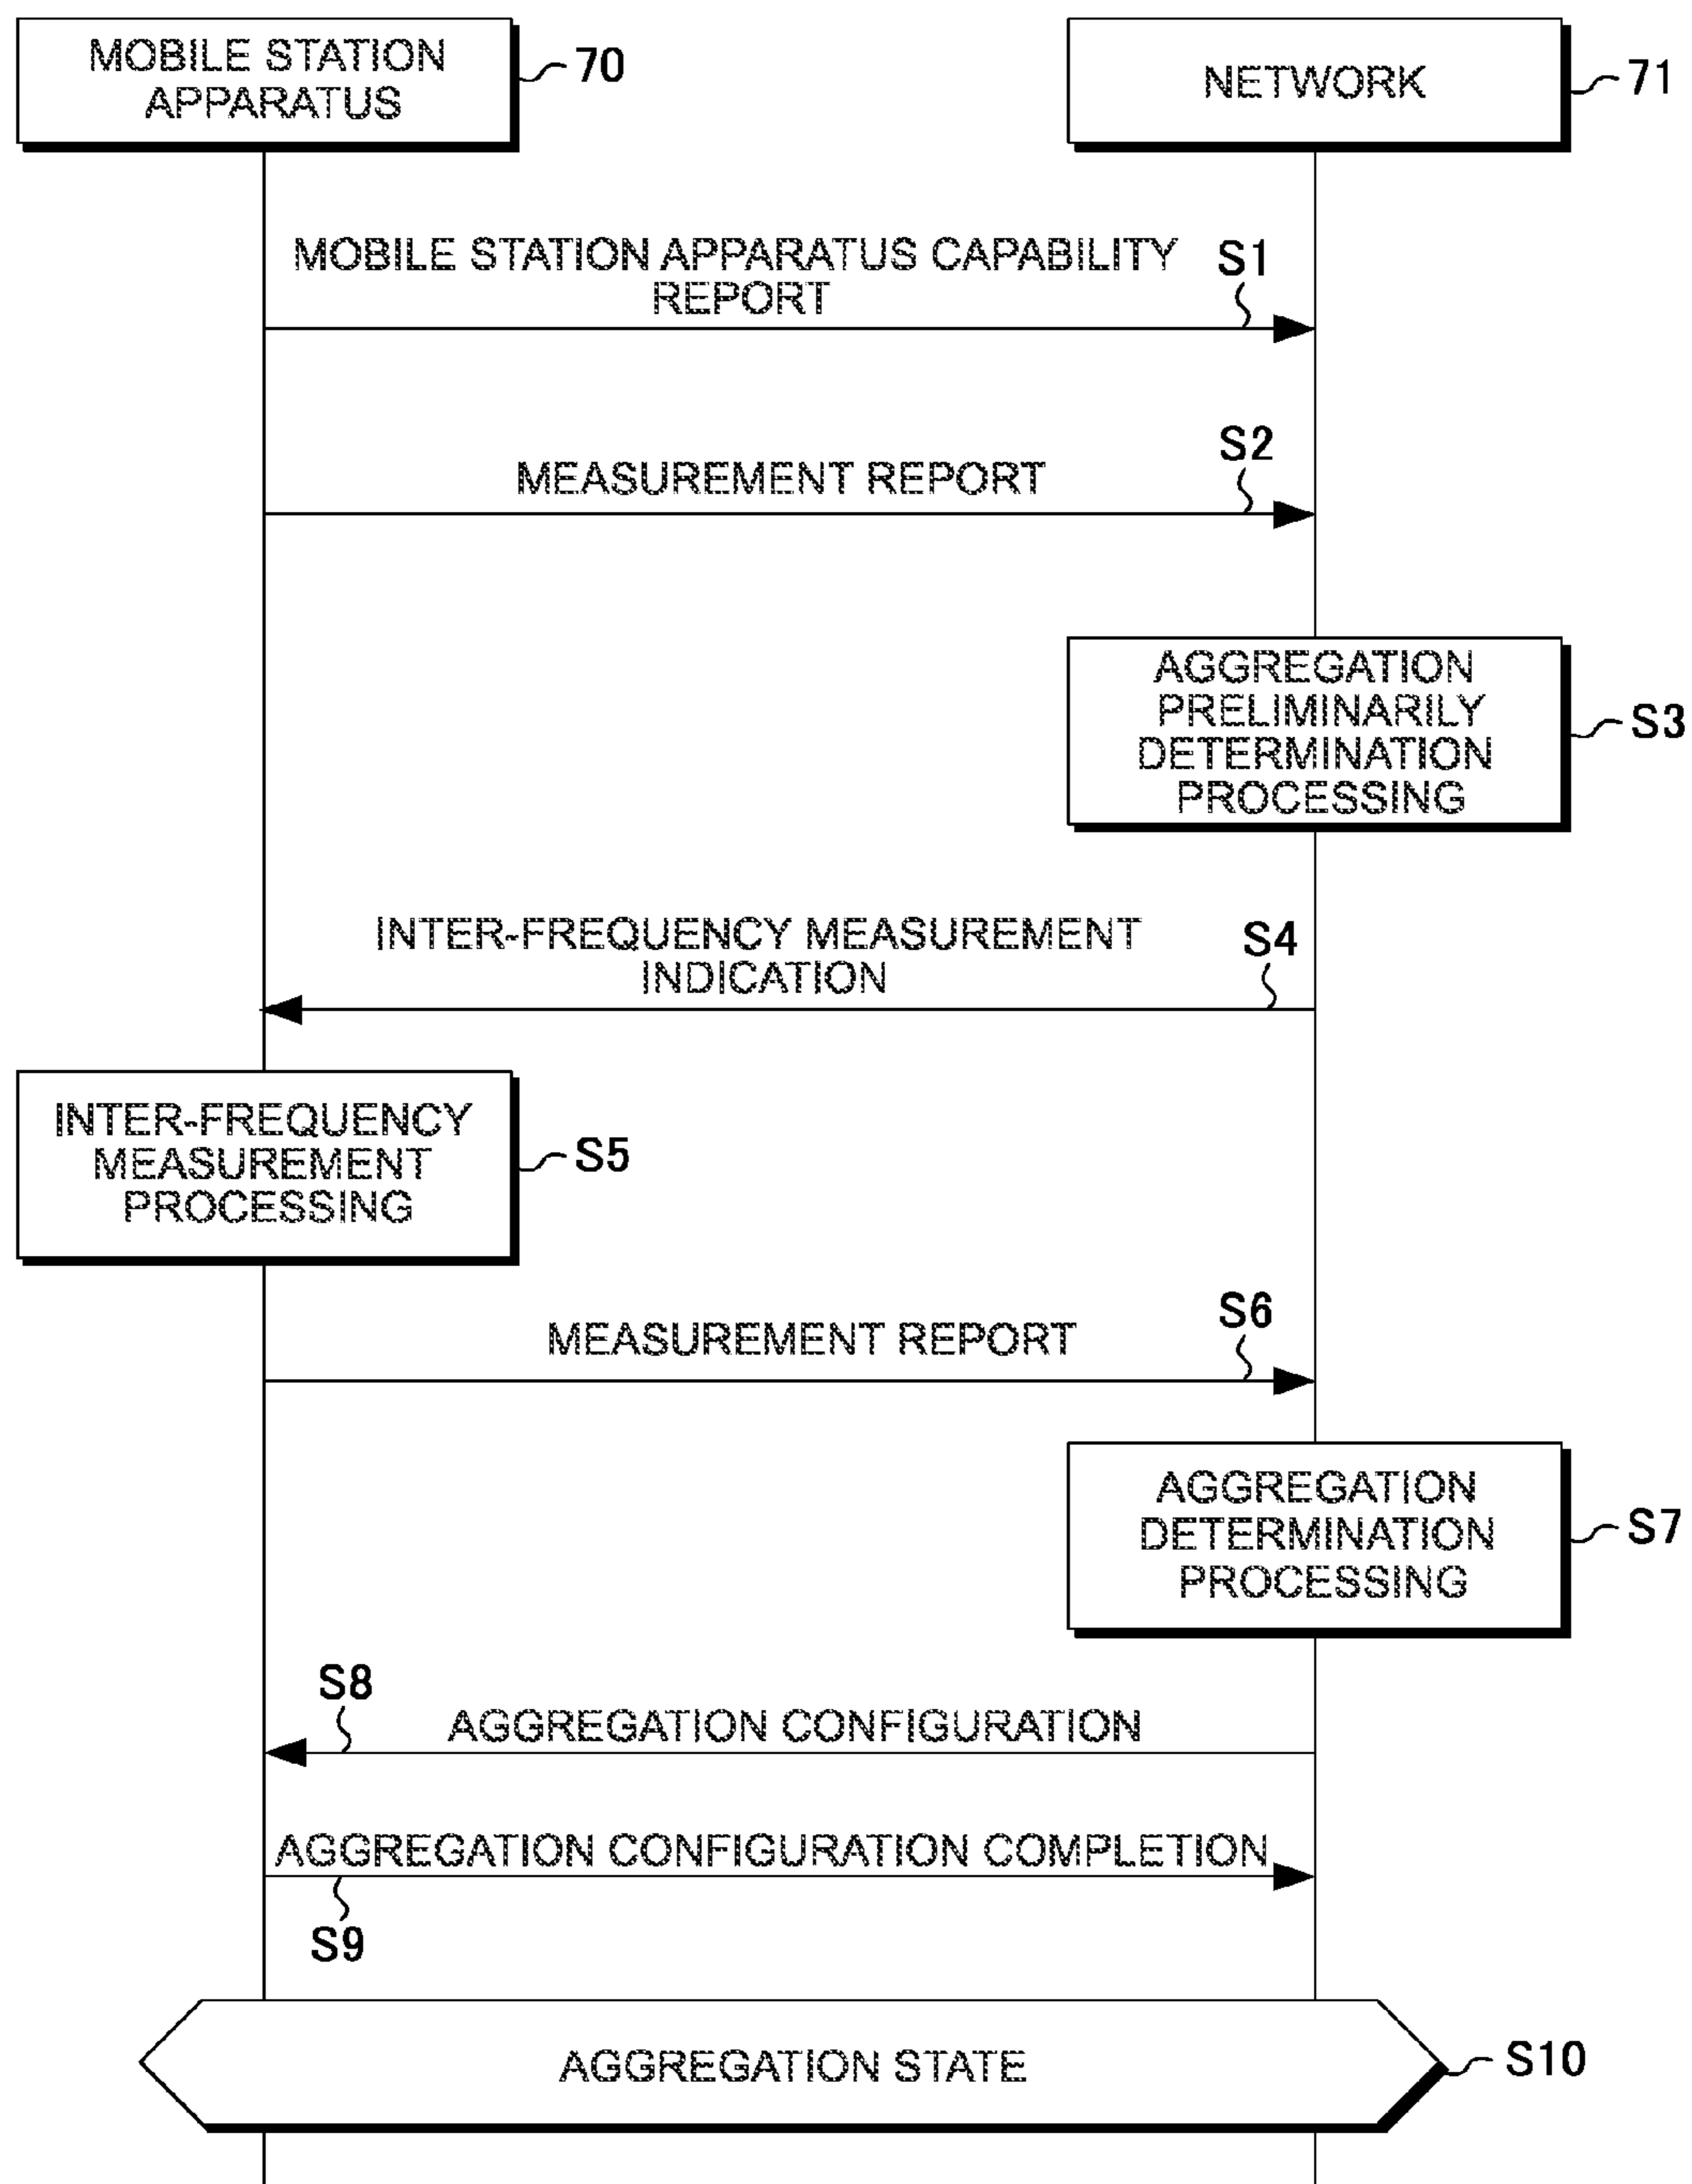 MOBILE STATION
APPARATUS
70
NETWORK
71
MOBILE STATION APPARATUS CAPABILITY
REPORT
S1
MEASUREMENT REPORT
S2
AGGREGATION
PRELIMINARILY
DETERMINATION
PROCESSING
S3
INTER-FREQUENCY MEASUREMENT
INDICATION
S4
INTER-FREQUENCY
MEASUREMENT
PROCESSING
S5
MEASUREMENT REPORT
S6
AGGREGATION
DETERMINATION
PROCESSING
S7
S8
AGGREGATION CONFIGURATION
AGGREGATION CONFIGURATION COMPLETION
S9
AGGREGATION STATE
S10